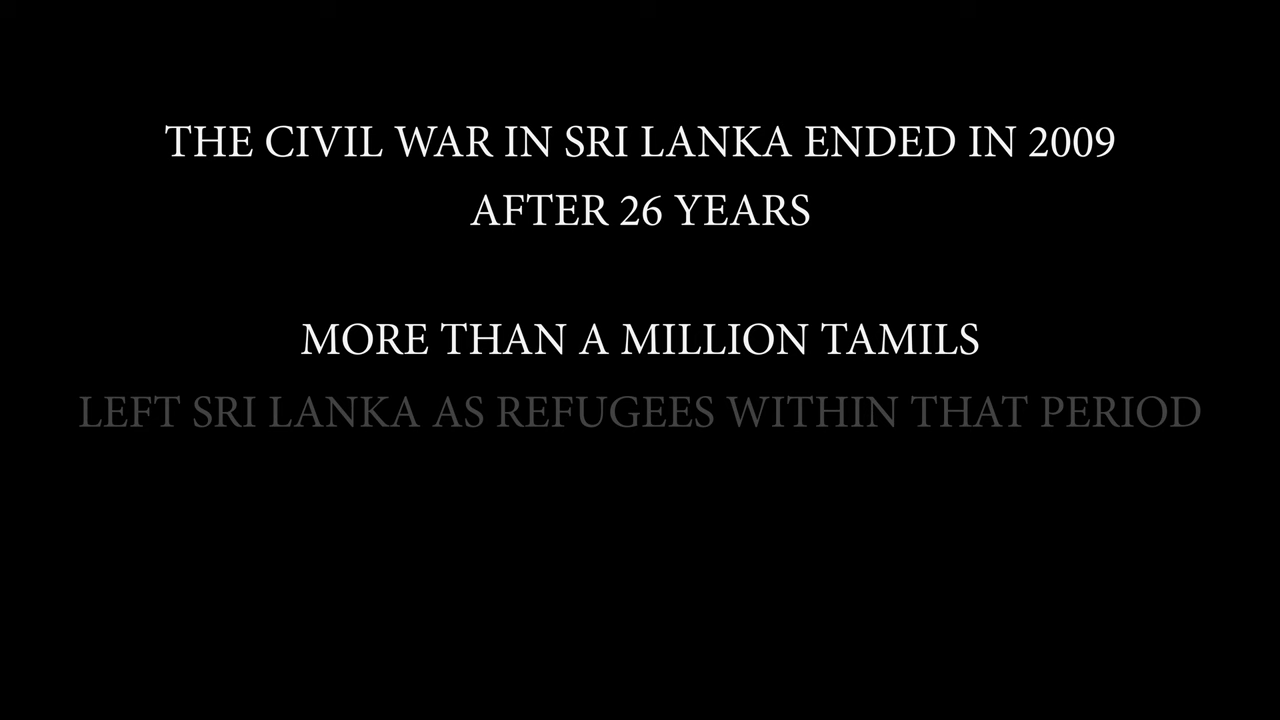 THE CIVIL WAR IN SRI LANKA ENDED IN 2009
AFTER 26 YEARS
MORE THAN A MILLION TAMILS
LEFT SRI LANKA AS REFUGEES WITHIN THAT PERIOD